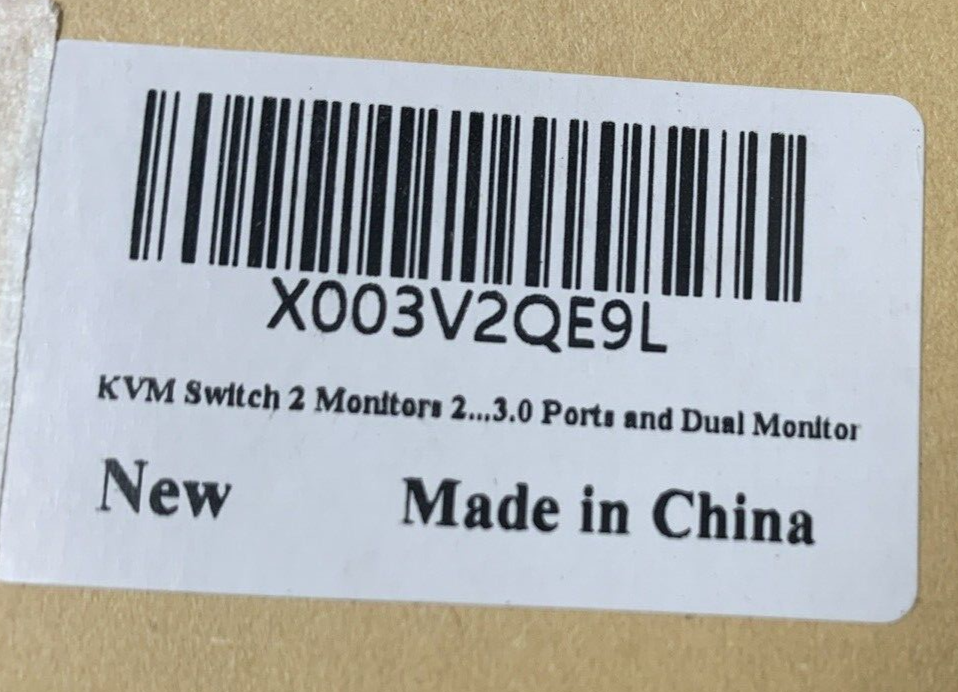 X003V2QE9L
KVM Switch 2 Monitors 2...3.0 Ports and Dual Monitor
New Made in China